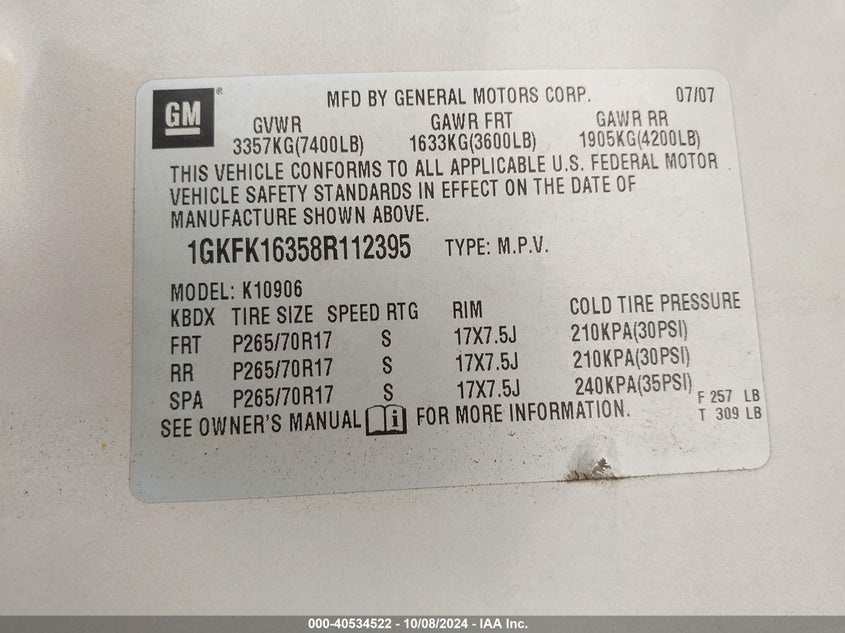 GM ® MFD BY GENERAL MOTORS CORP. 07/07
GVWR GAWR FRT GAWR RR
3357KG(7400LB) 1633KG(3600LB) 1905KG(4200LB)
THIS VEHICLE CONFORMS TO ALL APPLICABLE U.S. FEDERAL MOTOR
VEHICLE SAFETY STANDARDS IN EFFECT ON THE DATE OF
MANUFACTURE SHOWN ABOVE.
1GKFK16358R112395 TYPE: M.P.V.
MODEL: K10906
KBDX TIRE SIZE SPEED RTG RIM COLD TIRE PRESSURE
FRT P265/70R17 S 17X7.5J 210KPA(30PSI)
RR P265/70R17 S 17X7.5J 210KPA(30PSI)
SPA P265/70R17 S 17X7.5J 240KPA(35PSI)
F 257 LB
T 309 LB
SEE OWNER'S MANUAL i FOR MORE INFORMATION.
000-40534522 - 10/08/2024 - IAA Inc.